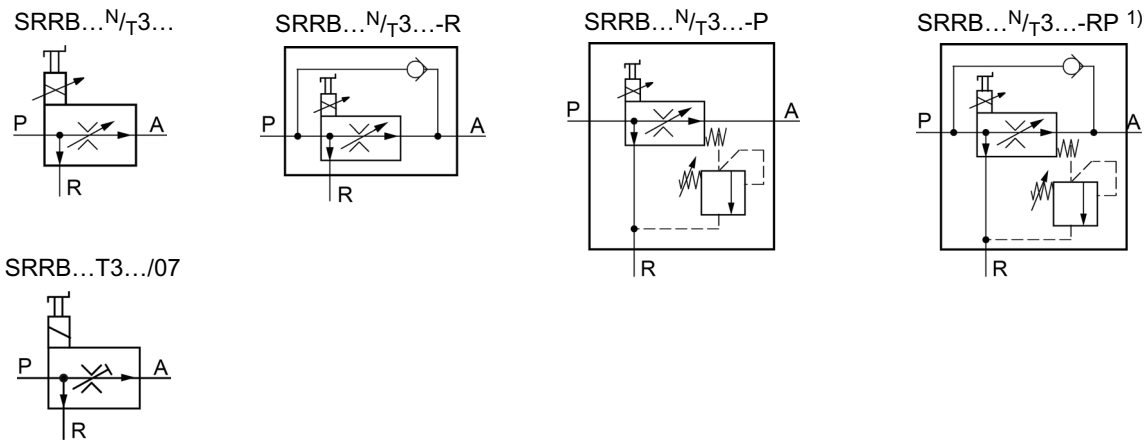 SRRB...N/T3...
P
A
R
SRRB...N/T3...-R
P
A
R
SRRB...N/T3...-P
P
A
R
SRRB...N/T3...-RP 1)
P
A
R
SRRB...T3.../07
P
A
R